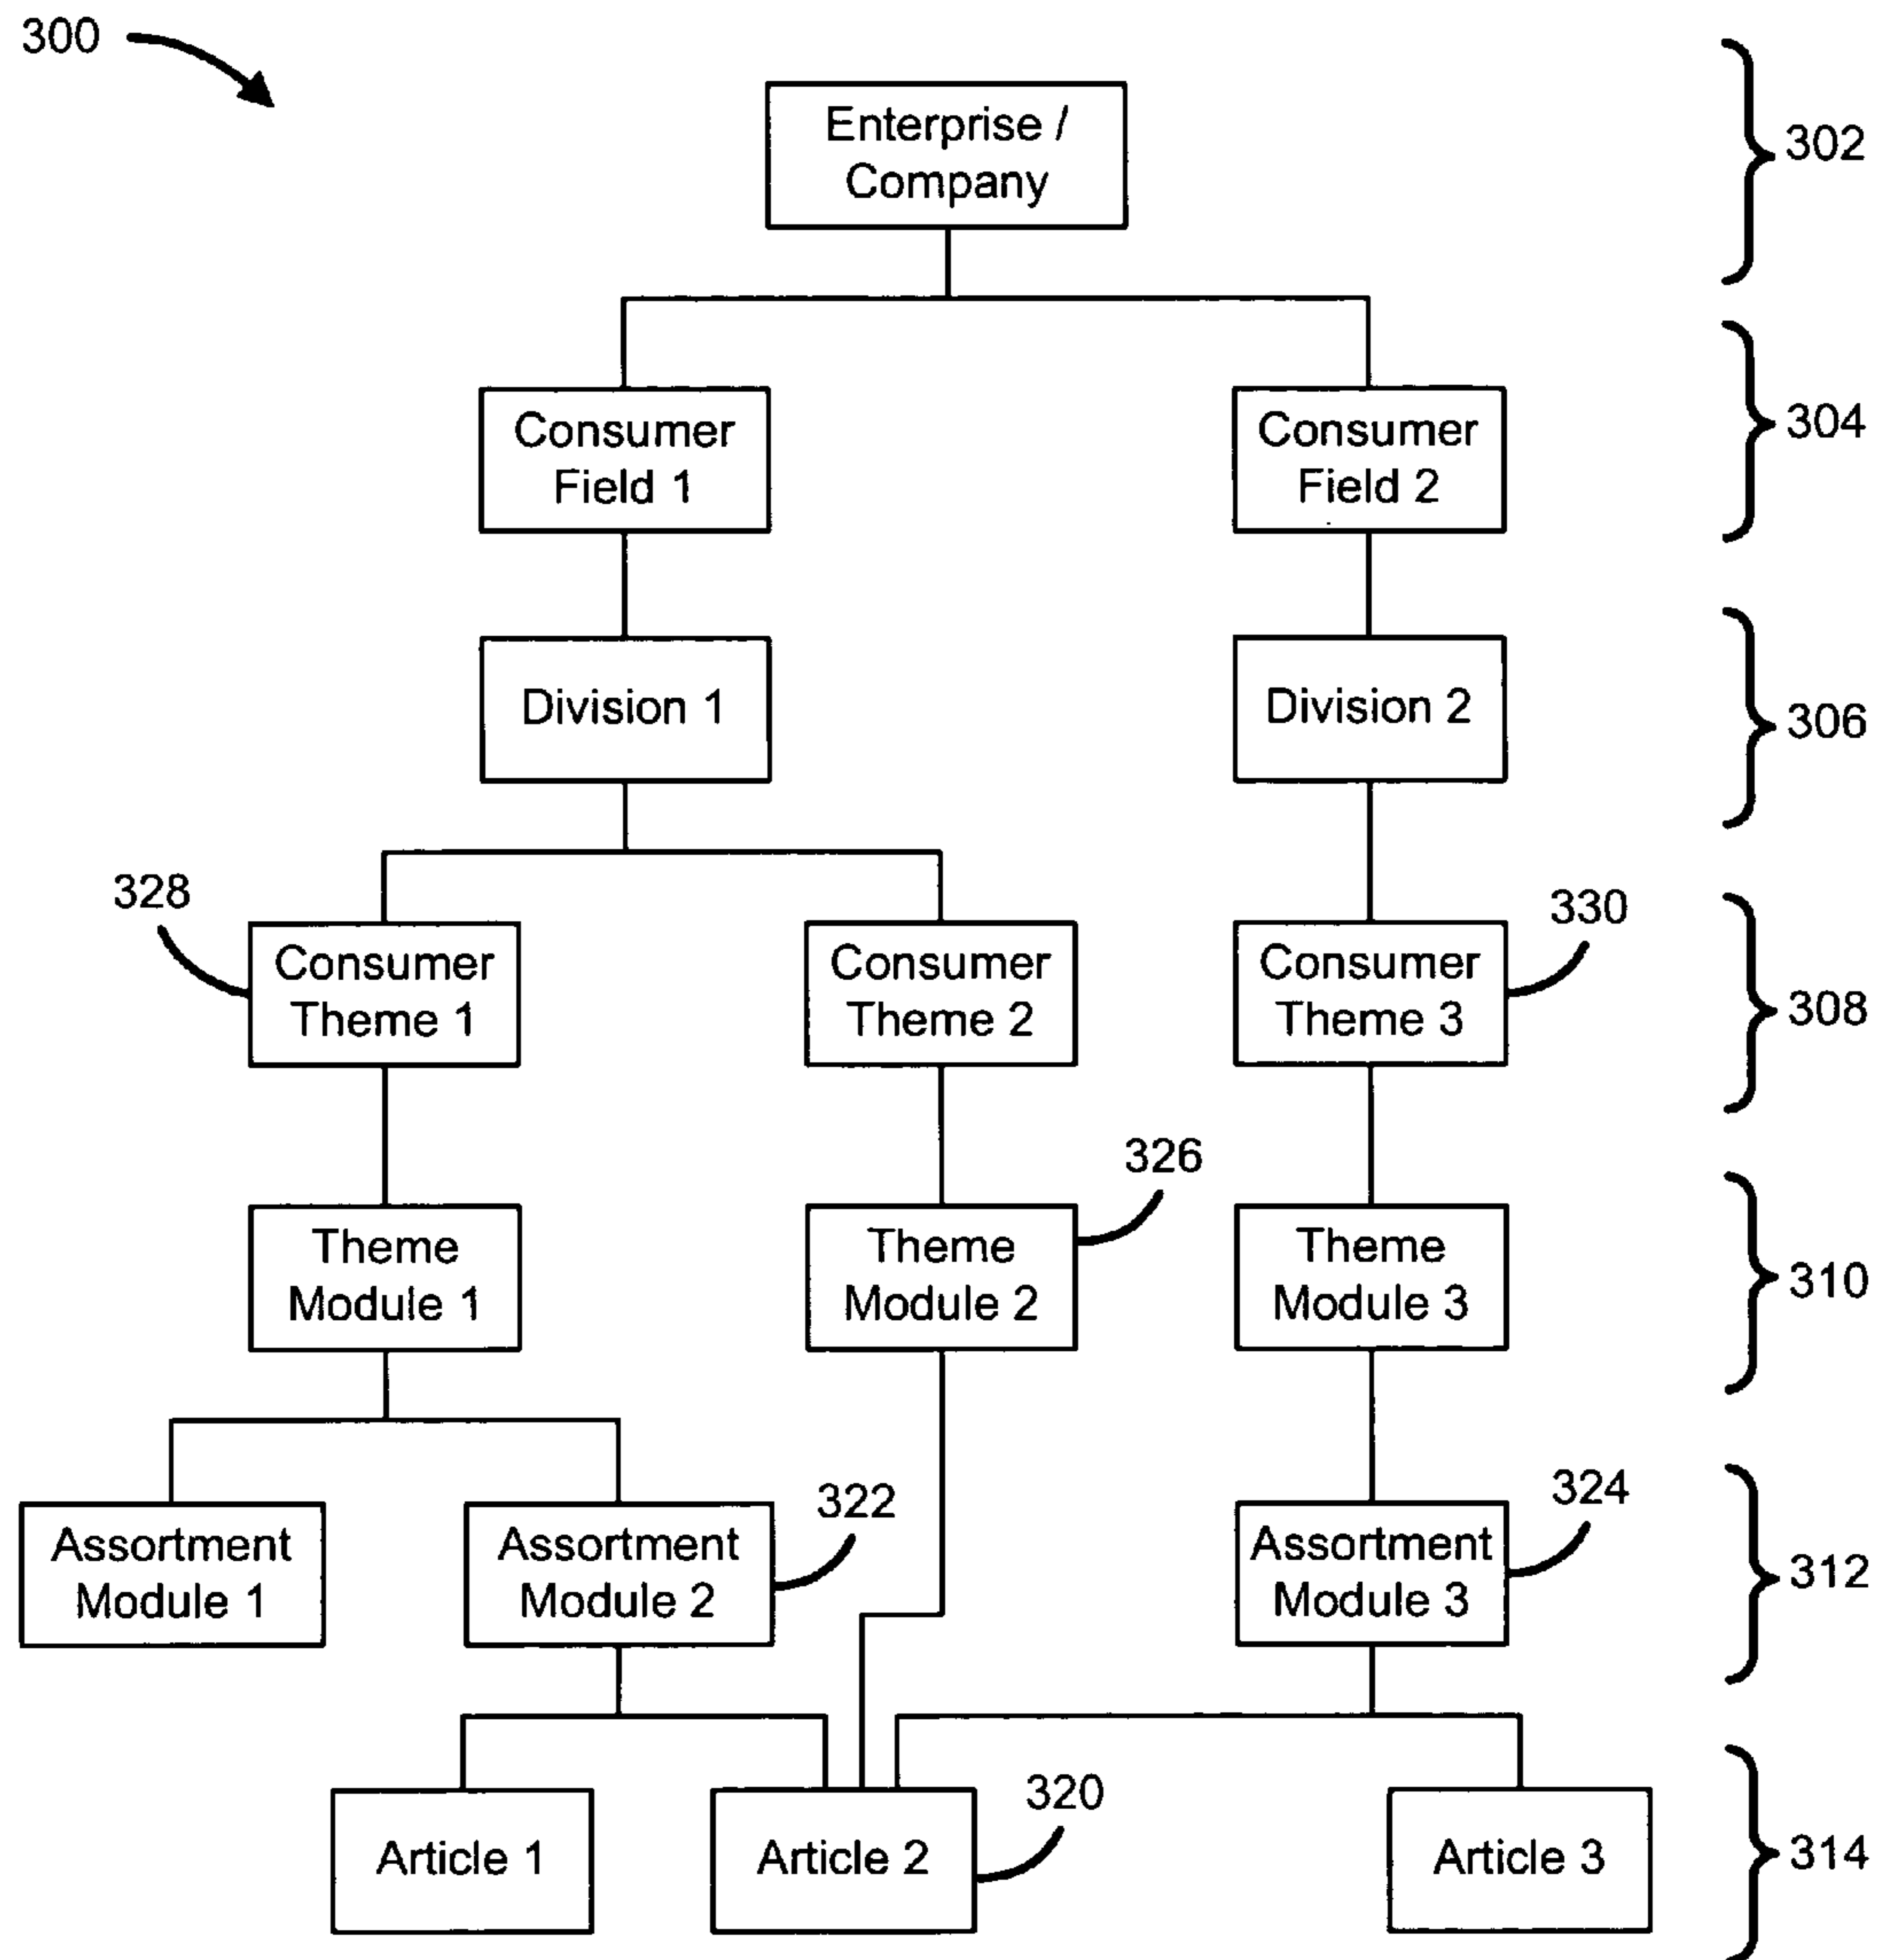 300
Enterprise /
Company
302
Consumer
Field 1
Consumer
Field 2
304
Division 1
Division 2
306
328
Consumer
Theme 1
Consumer
Theme 2
Consumer
Theme 3
330
308
326
Theme
Module 1
Theme
Module 2
Theme
Module 3
310
Assortment
Module 1
Assortment
Module 2
322
Assortment
Module 3
324
312
Article 1
Article 2
320
Article 3
314